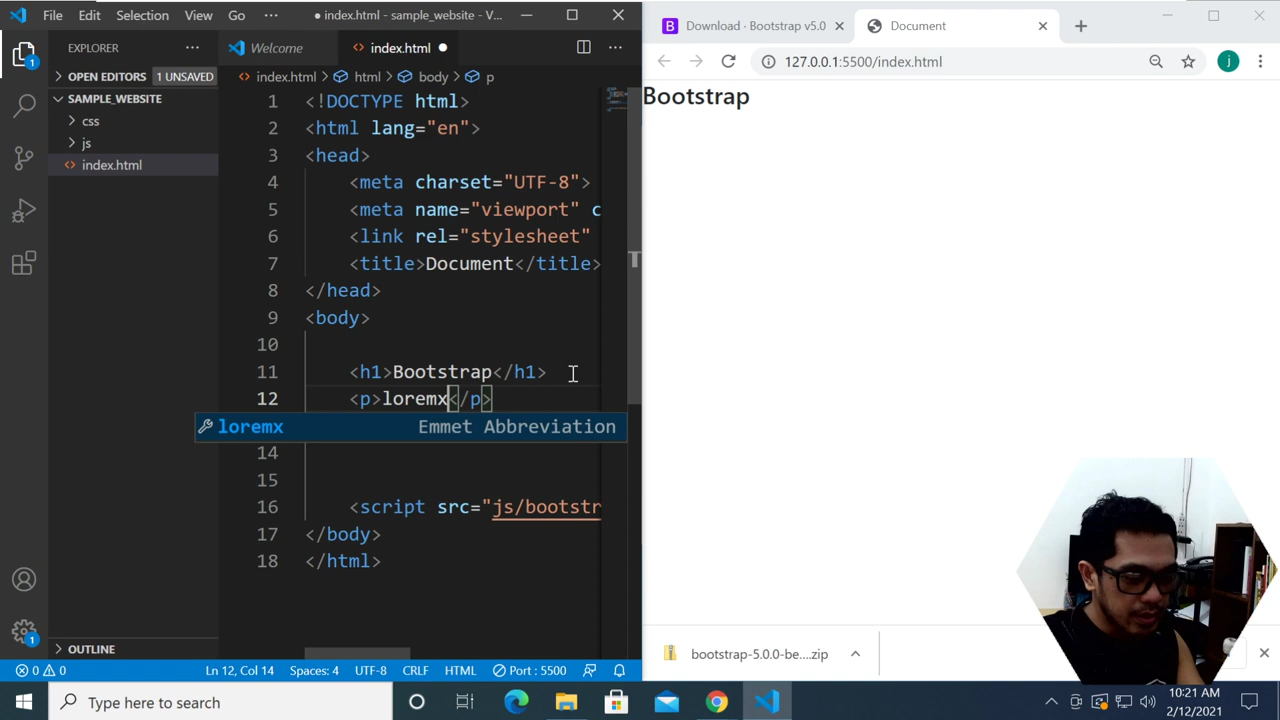 File Edit Selection View Go ··· ● index.html - sample_website - V...
EXPLORER ···
OPEN EDITORS 1 UNSAVED
SAMPLE_WEBSITE
css
js
index.html
OUTLINE
1
1
Welcome
index.html ●
index.html > html > body > p
1 <!DOCTYPE html>
2 <html lang="en">
3 <head>
4 <meta charset="UTF-8">
5 <meta name="viewport" c
6 <link rel="stylesheet"
7 <title>Document</title>
8 </head>
9 <body>
10
11 <h1>Bootstrap</h1>
12 <p>loremx</p>
loremx Emmet Abbreviation
14
15
16 <script src="js/bootstr
17 </body>
18 </html>
0 0 Ln 12, Col 14 Spaces: 4 UTF-8 CRLF HTML Port : 5500
Download · Bootstrap v5.0
Document
127.0.0.1:5500/index.html
j
Bootstrap
bootstrap-5.0.0-be....zip
Type here to search
10:21 AM
2/12/2021